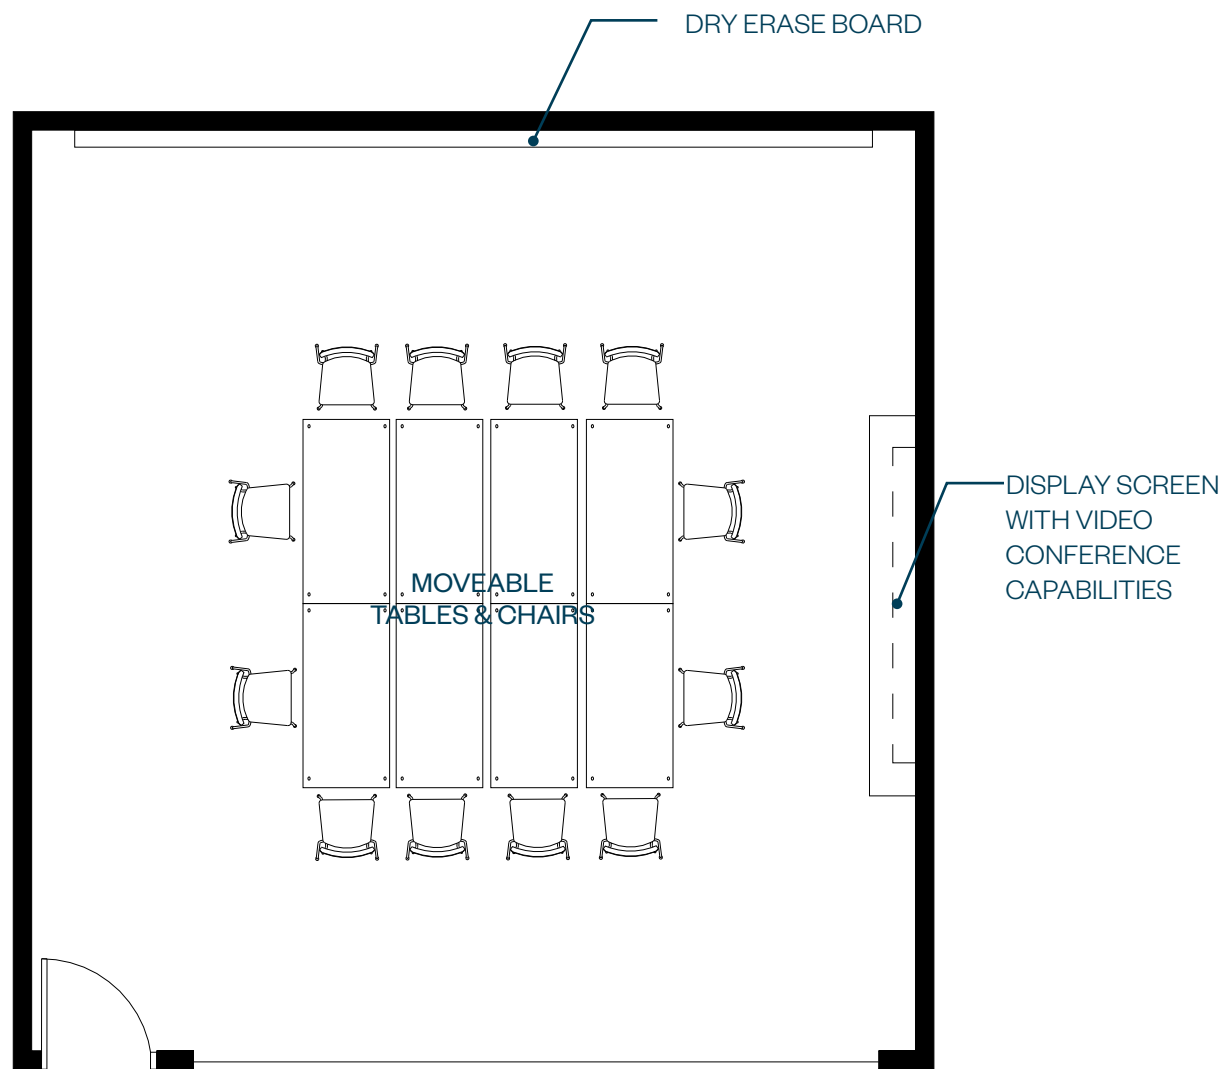 DRY ERASE BOARD
MOVEABLE
TABLES & CHAIRS
DISPLAY SCREEN
WITH VIDEO
CONFERENCE
CAPABILITIES